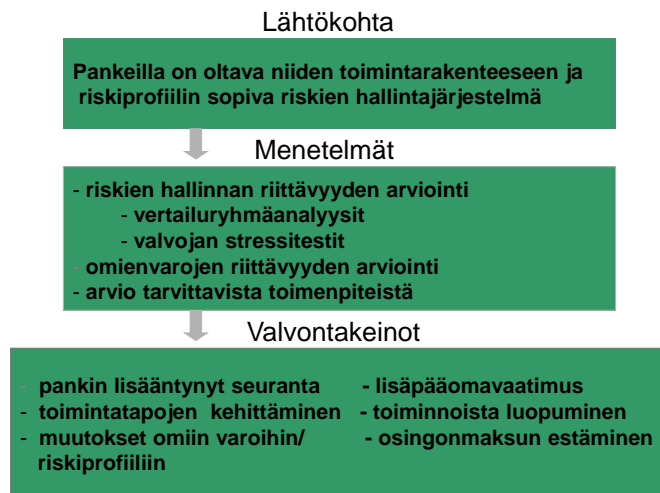 Lähtökohta
Pankeilla on oltava niiden toimintarakenteeseen ja
riskiprofiilin sopiva riskien hallintajärjestelmä
Menetelmät
- riskien hallinnan riittävyyden arviointi
- vertailuryhmäanalyysit
- valvojan stressitestit
- omienvarojen riittävyyden arviointi
- arvio tarvittavista toimenpiteistä
Valvontakeinot
- pankin lisääntynyt seuranta - lisäpääomavaatimus
- toimintatapojen kehittäminen - toiminnoista luopuminen
- muutokset omiin varoihin/ - osingonmaksun estäminen
riskiprofiiliin